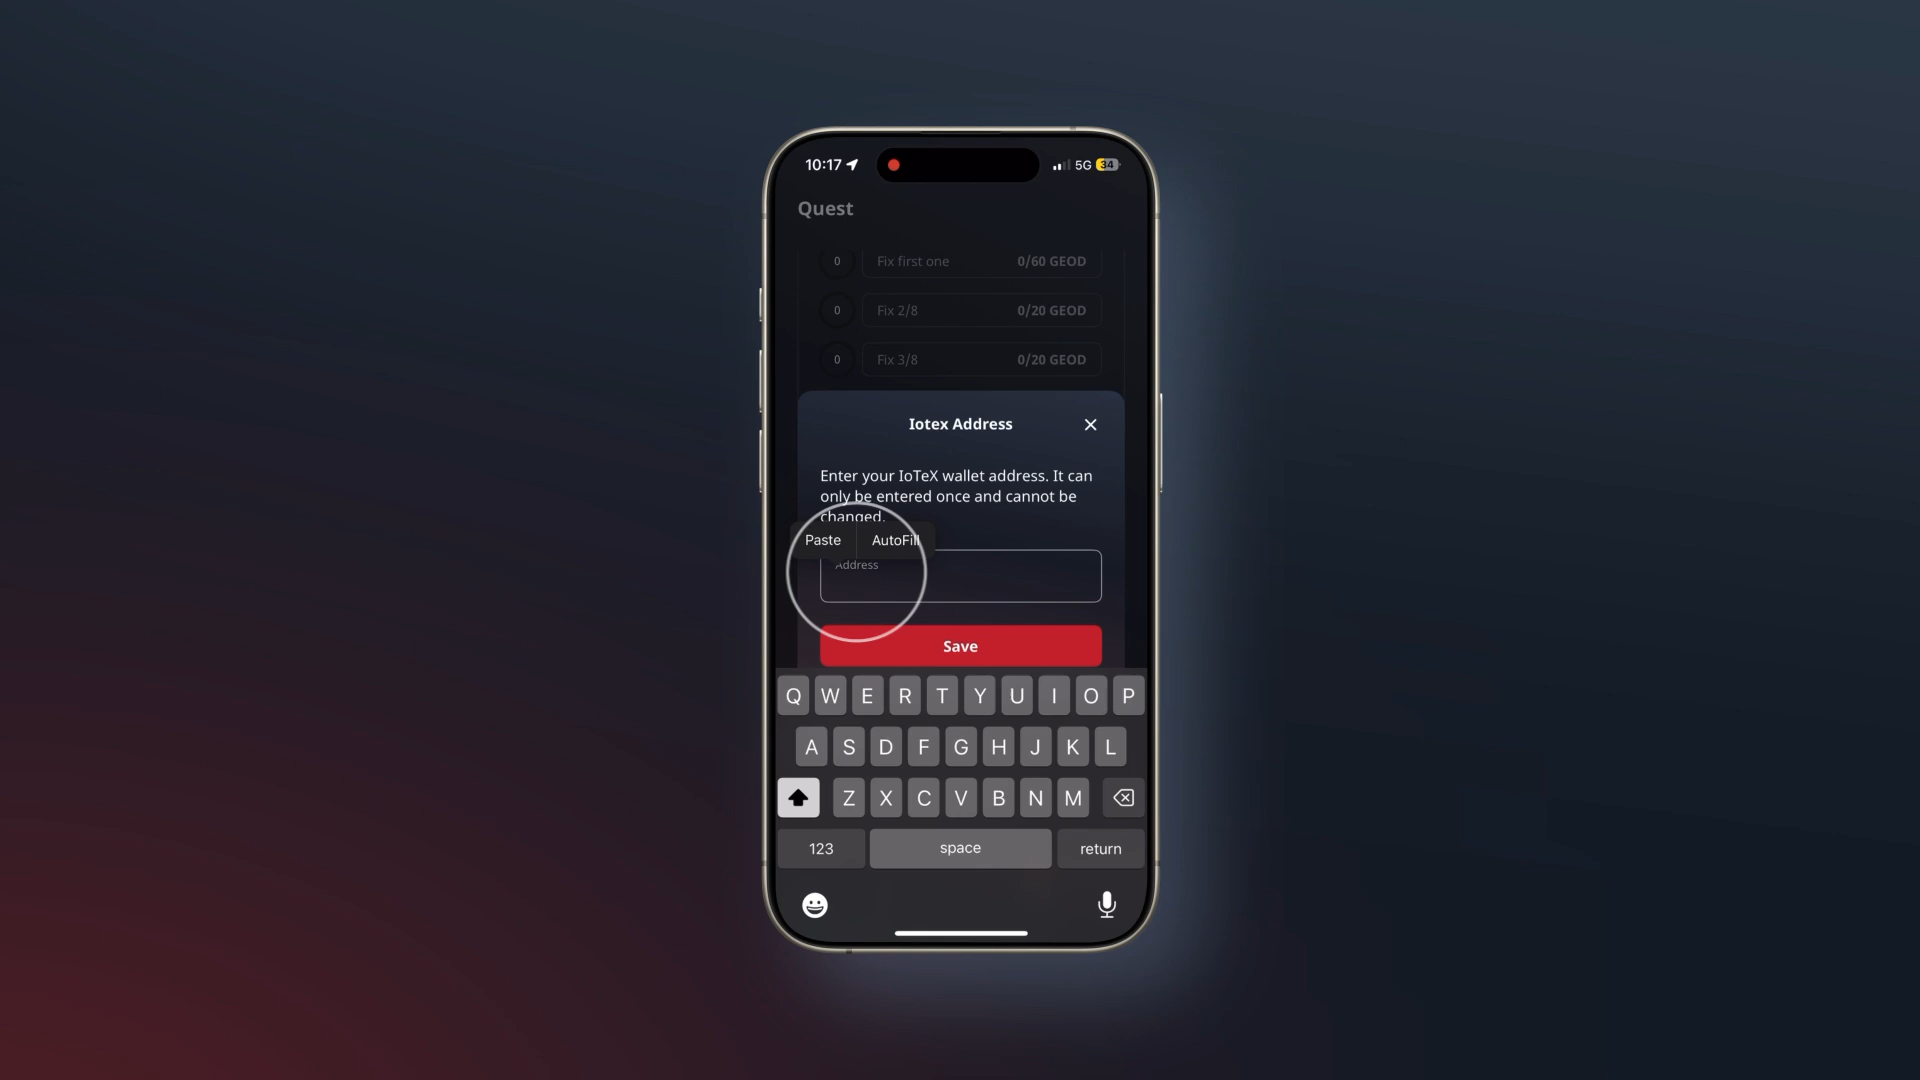 10:17
5G
34
Quest
0 Fix first one 0/60 GEOD
0 Fix 2/8 0/20 GEOD
0 Fix 3/8 0/20 GEOD
Iotex Address
Enter your IoTeX wallet address. It can
only be entered once and cannot be
changed.
Paste AutoFill
Address
Save
Q W E R T Y U I O P
A S D F G H J K L
Z X C V B N M
123 space return